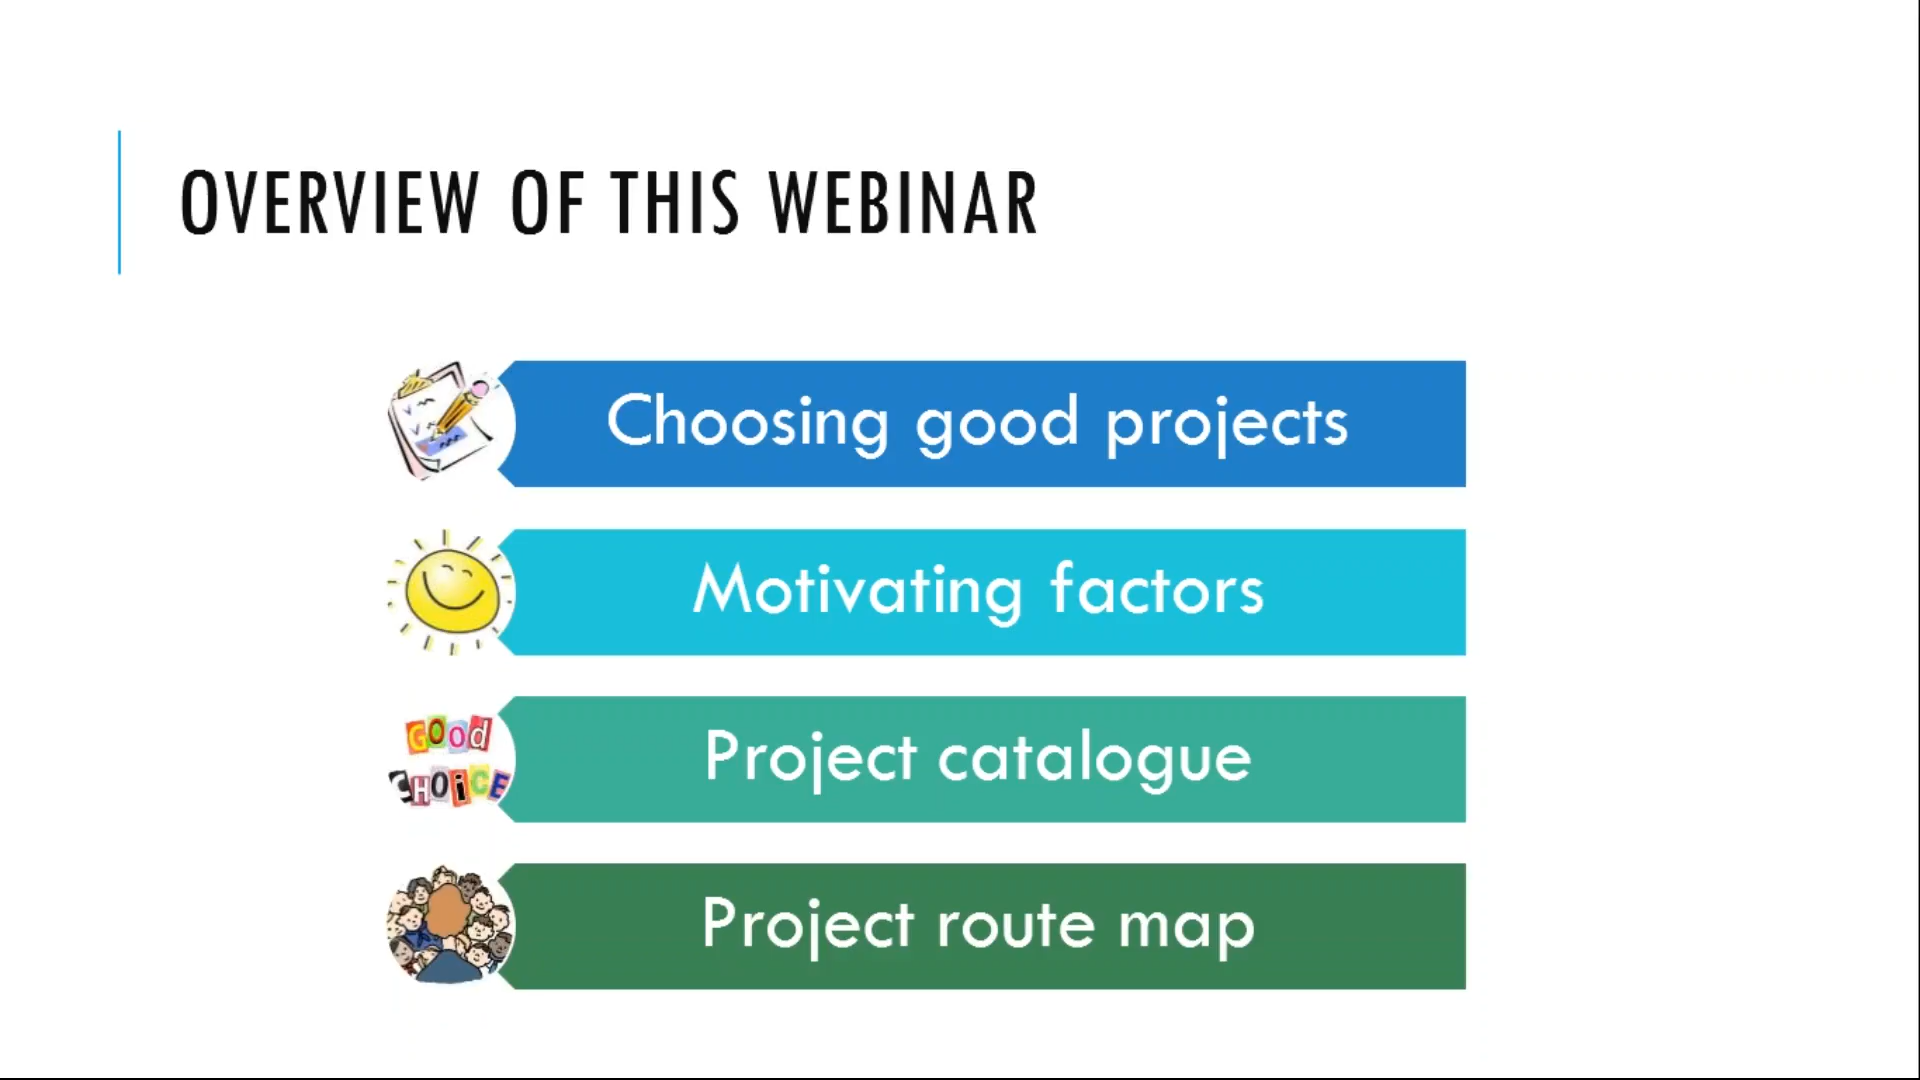 OVERVIEW OF THIS WEBINAR
Choosing good projects
Motivating factors
GOod
CHOiCE
Project catalogue
Project route map